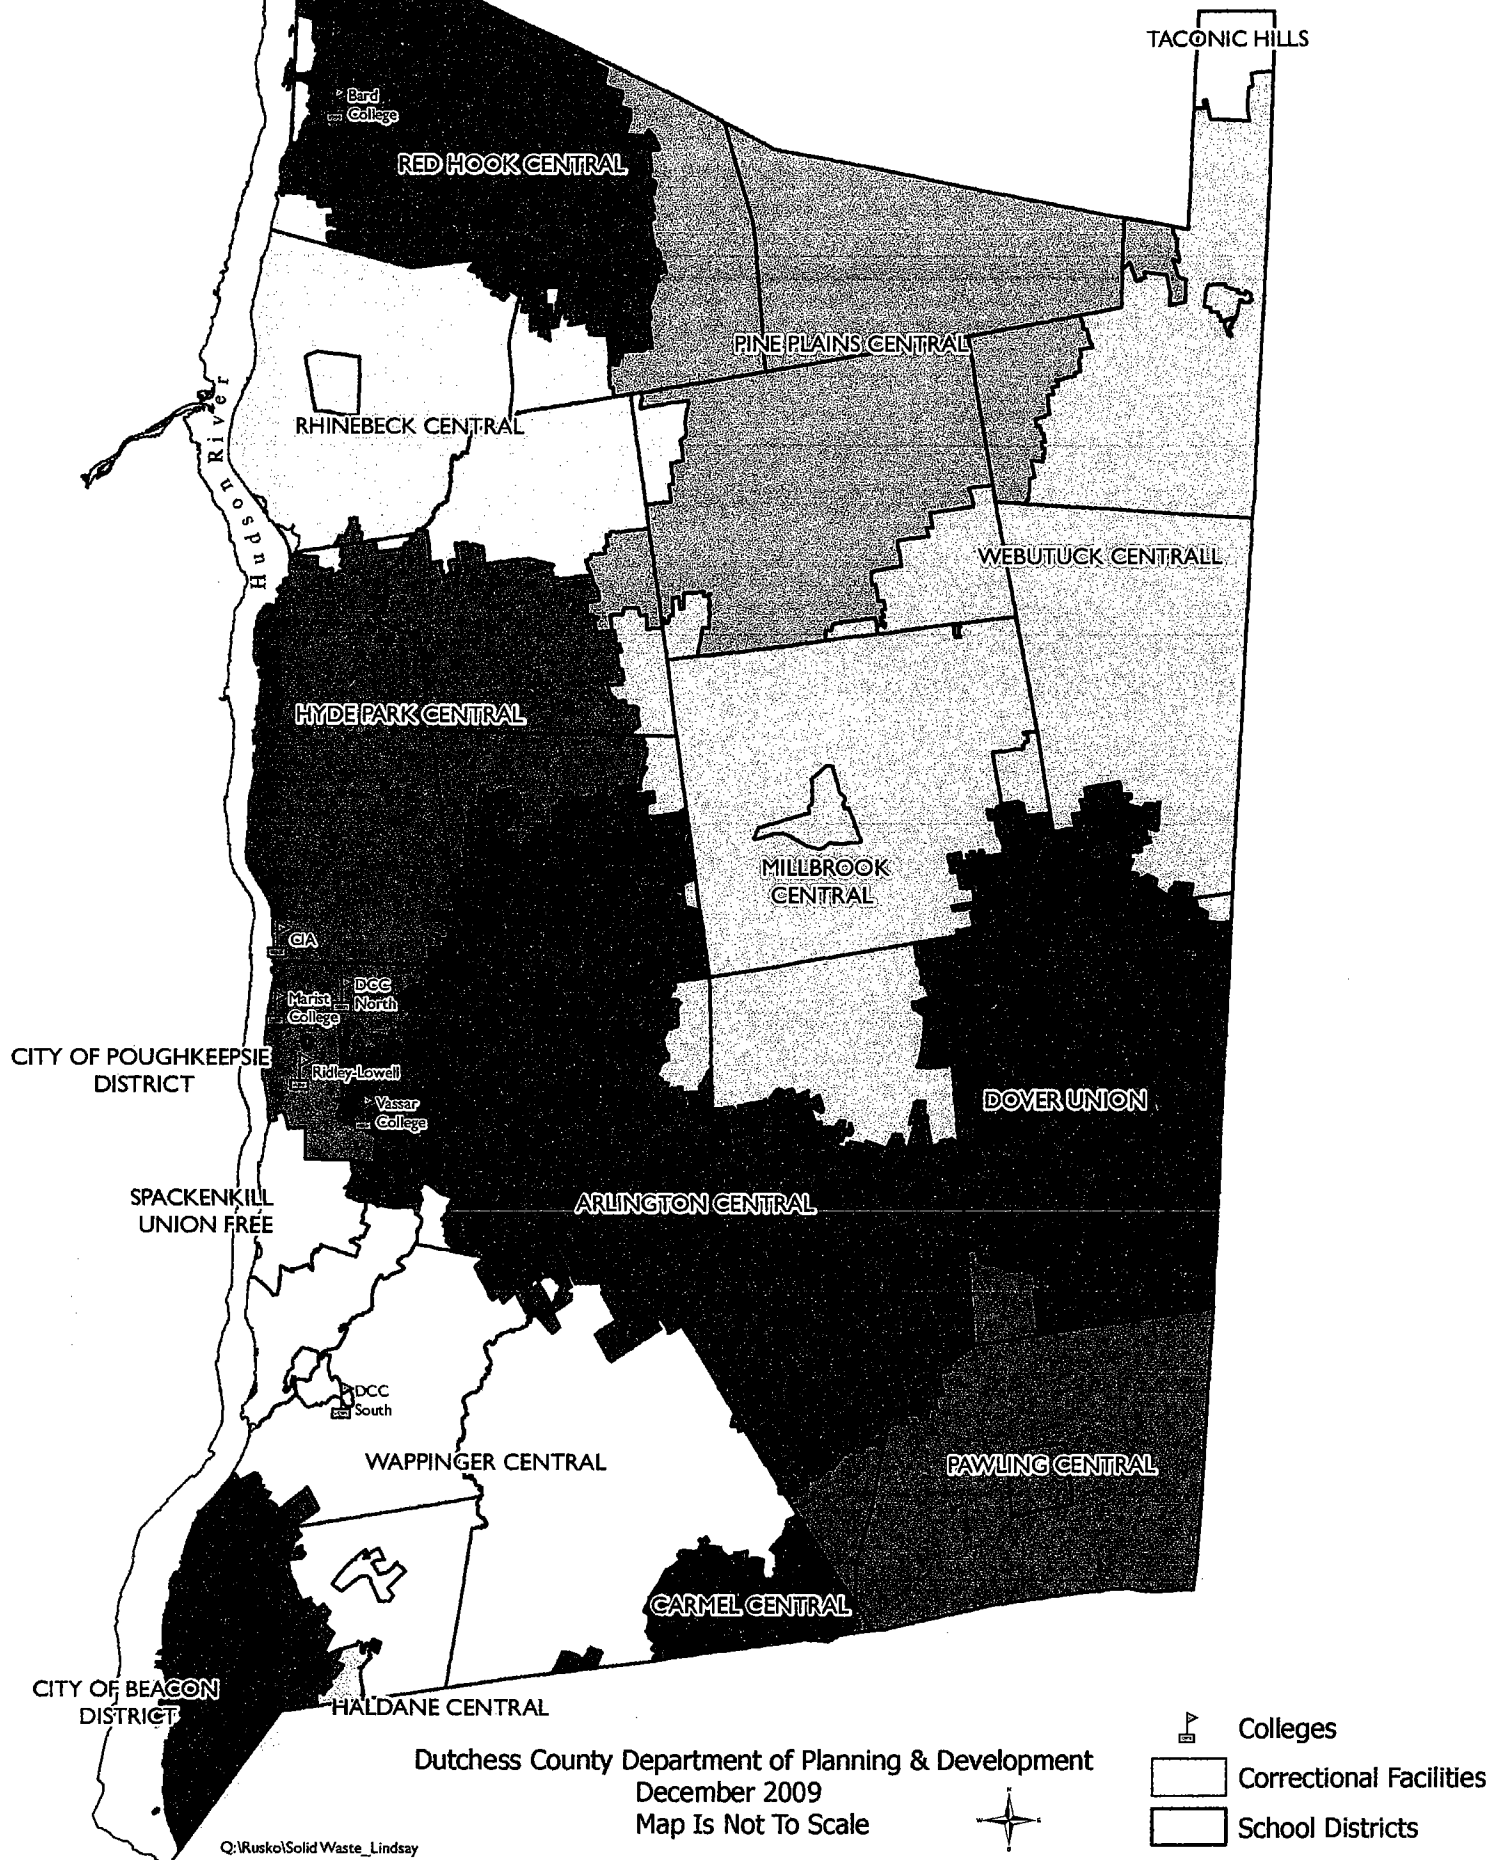 TACONIC HILLS
Bard
College
RED HOOK CENTRAL
PINE PLAINS CENTRAL
RHINEBECK CENTRAL
Hudson River
WEBUTUCK CENTRALL
HYDE PARK CENTRAL
MILLBROOK
CENTRAL
CIA
DCC
North
Marist
College
CITY OF POUGHKEEPSIE
DISTRICT
Ridley-Lowell
Vassar
College
DOVER UNION
SPACKENKILL
UNION FREE
ARLINGTON CENTRAL
DCC
South
WAPPINGER CENTRAL
PAWLING CENTRAL
CARMEL CENTRAL
CITY OF BEACON
DISTRICT
HALDANE CENTRAL
Dutchess County Department of Planning & Development
December 2009
Map Is Not To Scale
N
W E
S
Colleges
Correctional Facilities
School Districts
Q:\Rusko\Solid Waste_Lindsay